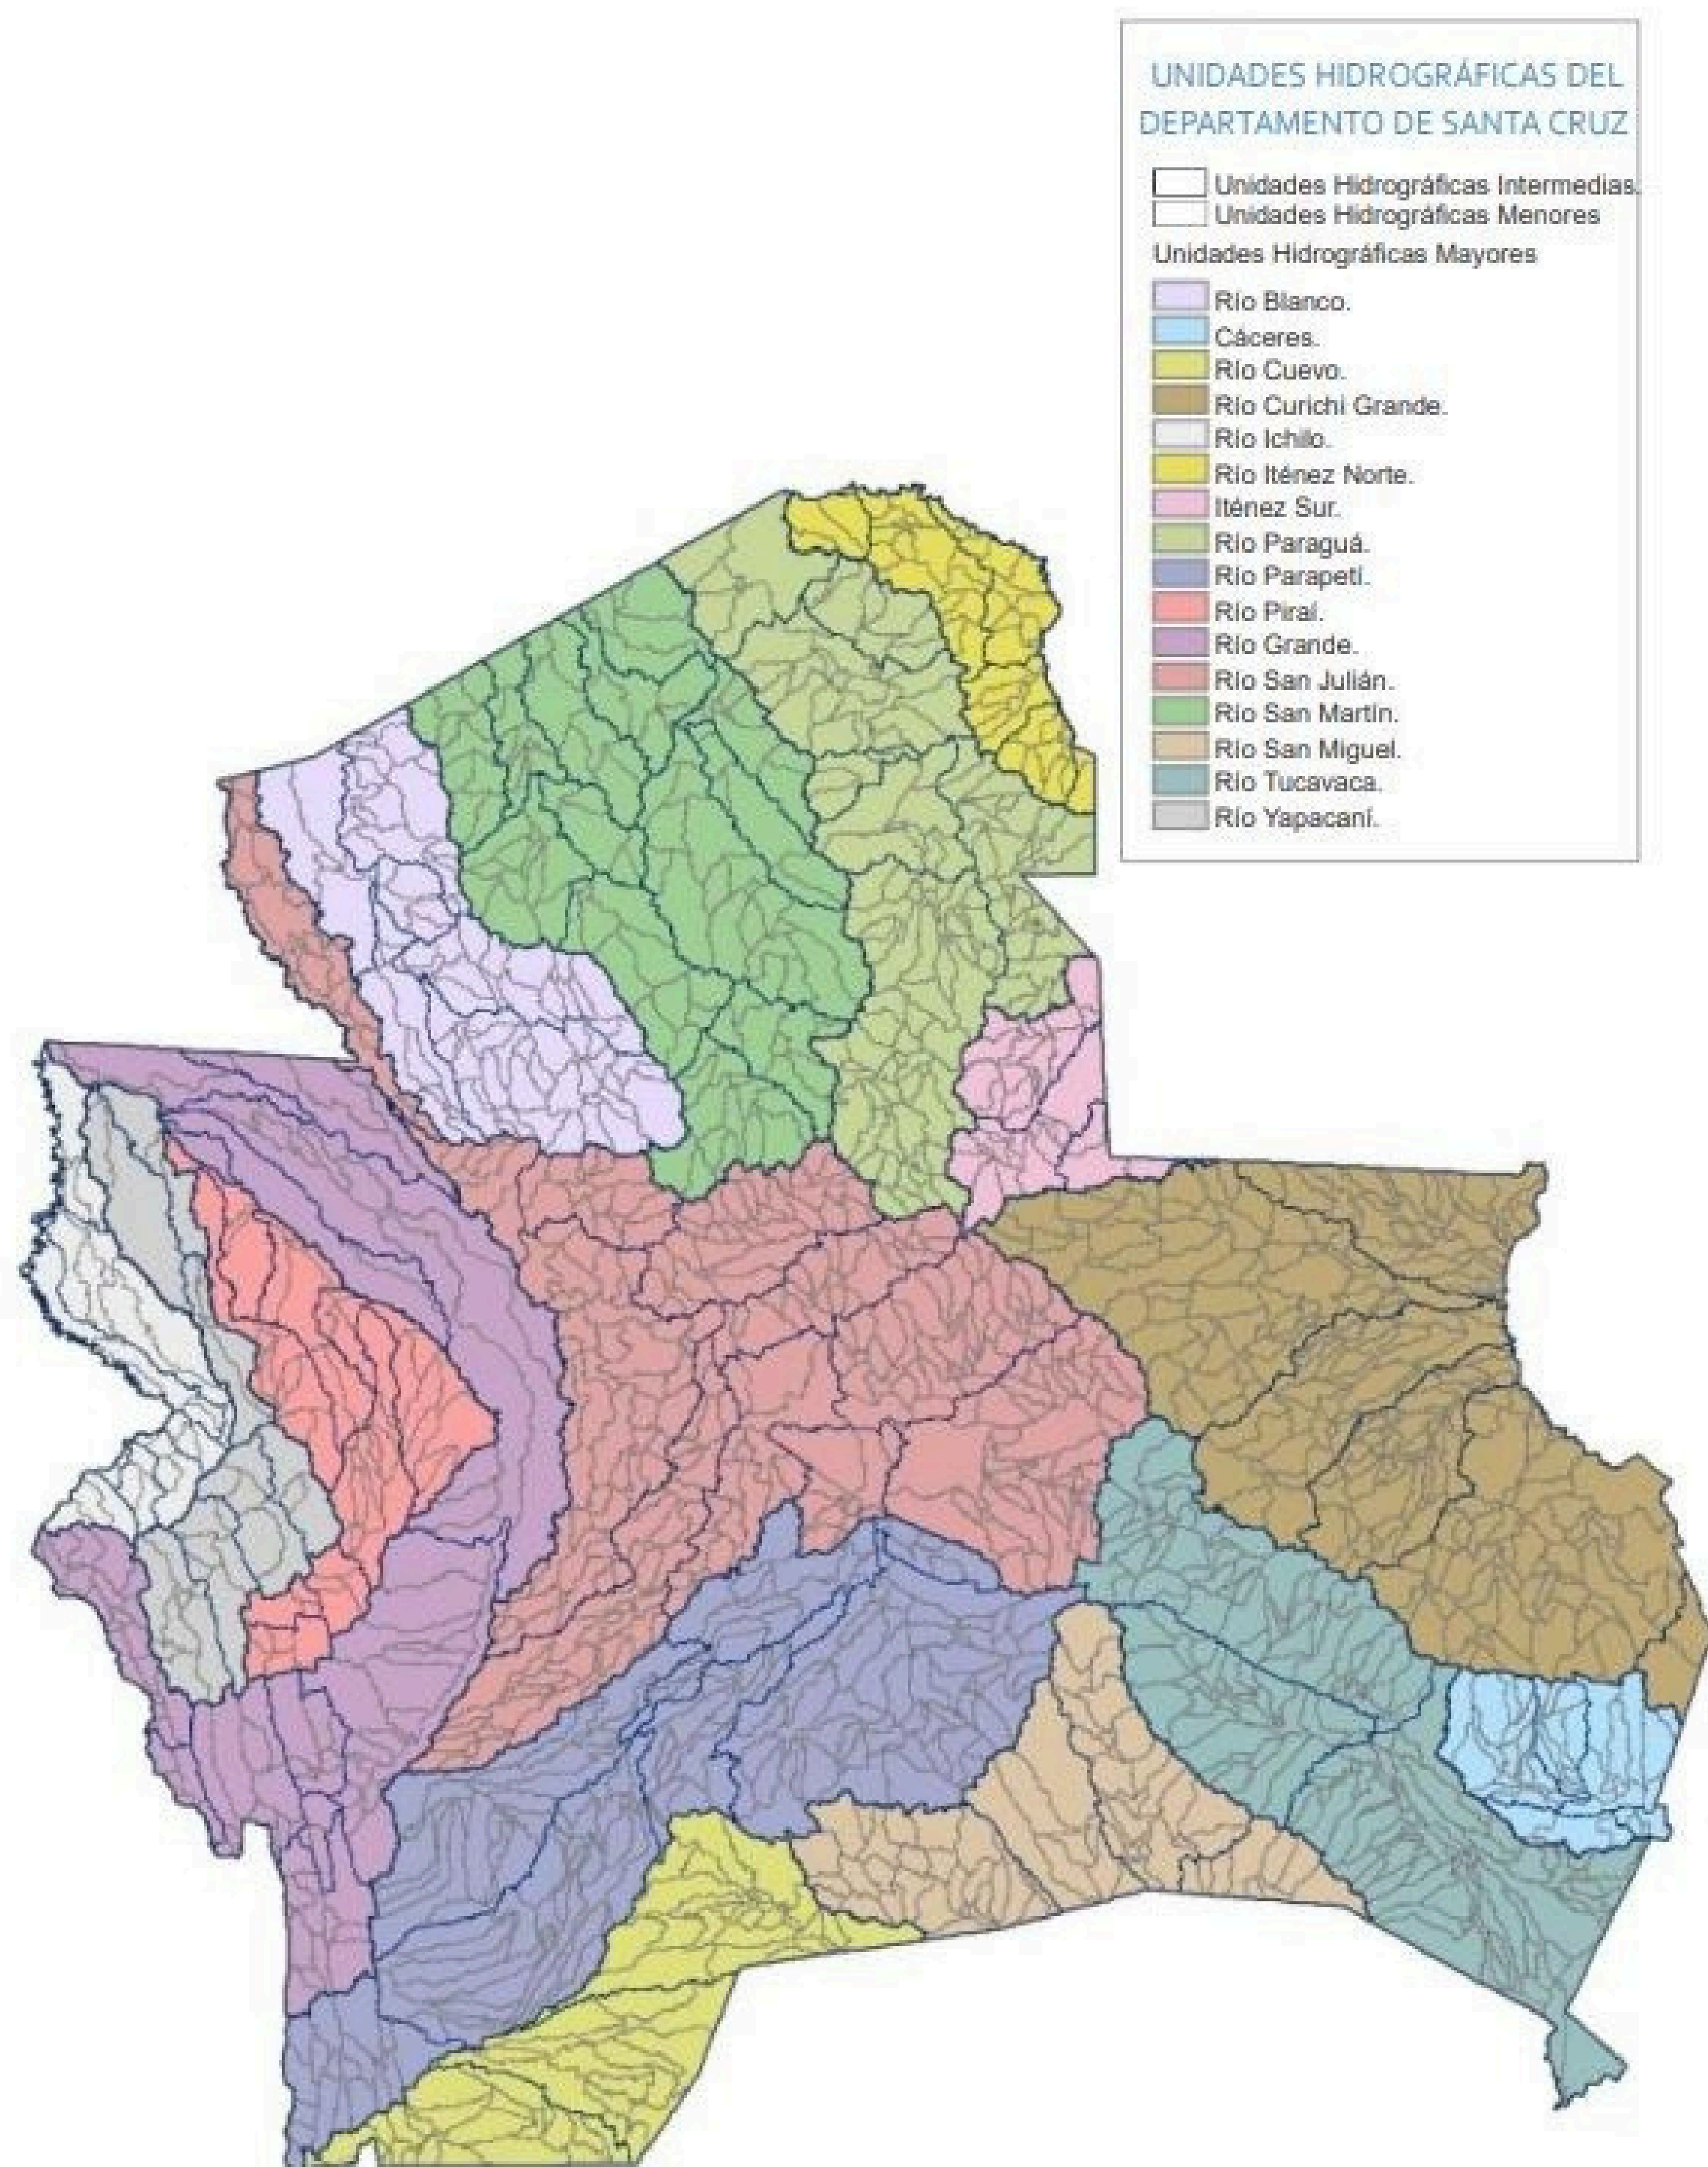 UNIDADES HIDROGRÁFICAS DEL
DEPARTAMENTO DE SANTA CRUZ
Unidades Hidrográficas Intermedias.
Unidades Hidrográficas Menores
Unidades Hidrográficas Mayores
Río Blanco.
Cáceres.
Río Cuevo.
Río Curichi Grande.
Río Ichilo.
Río Iténez Norte.
Iténez Sur.
Río Paraguá.
Río Parapetí.
Río Piraí.
Río Grande.
Río San Julián.
Río San Martín.
Río San Miguel.
Río Tucavaca.
Río Yapacaní.